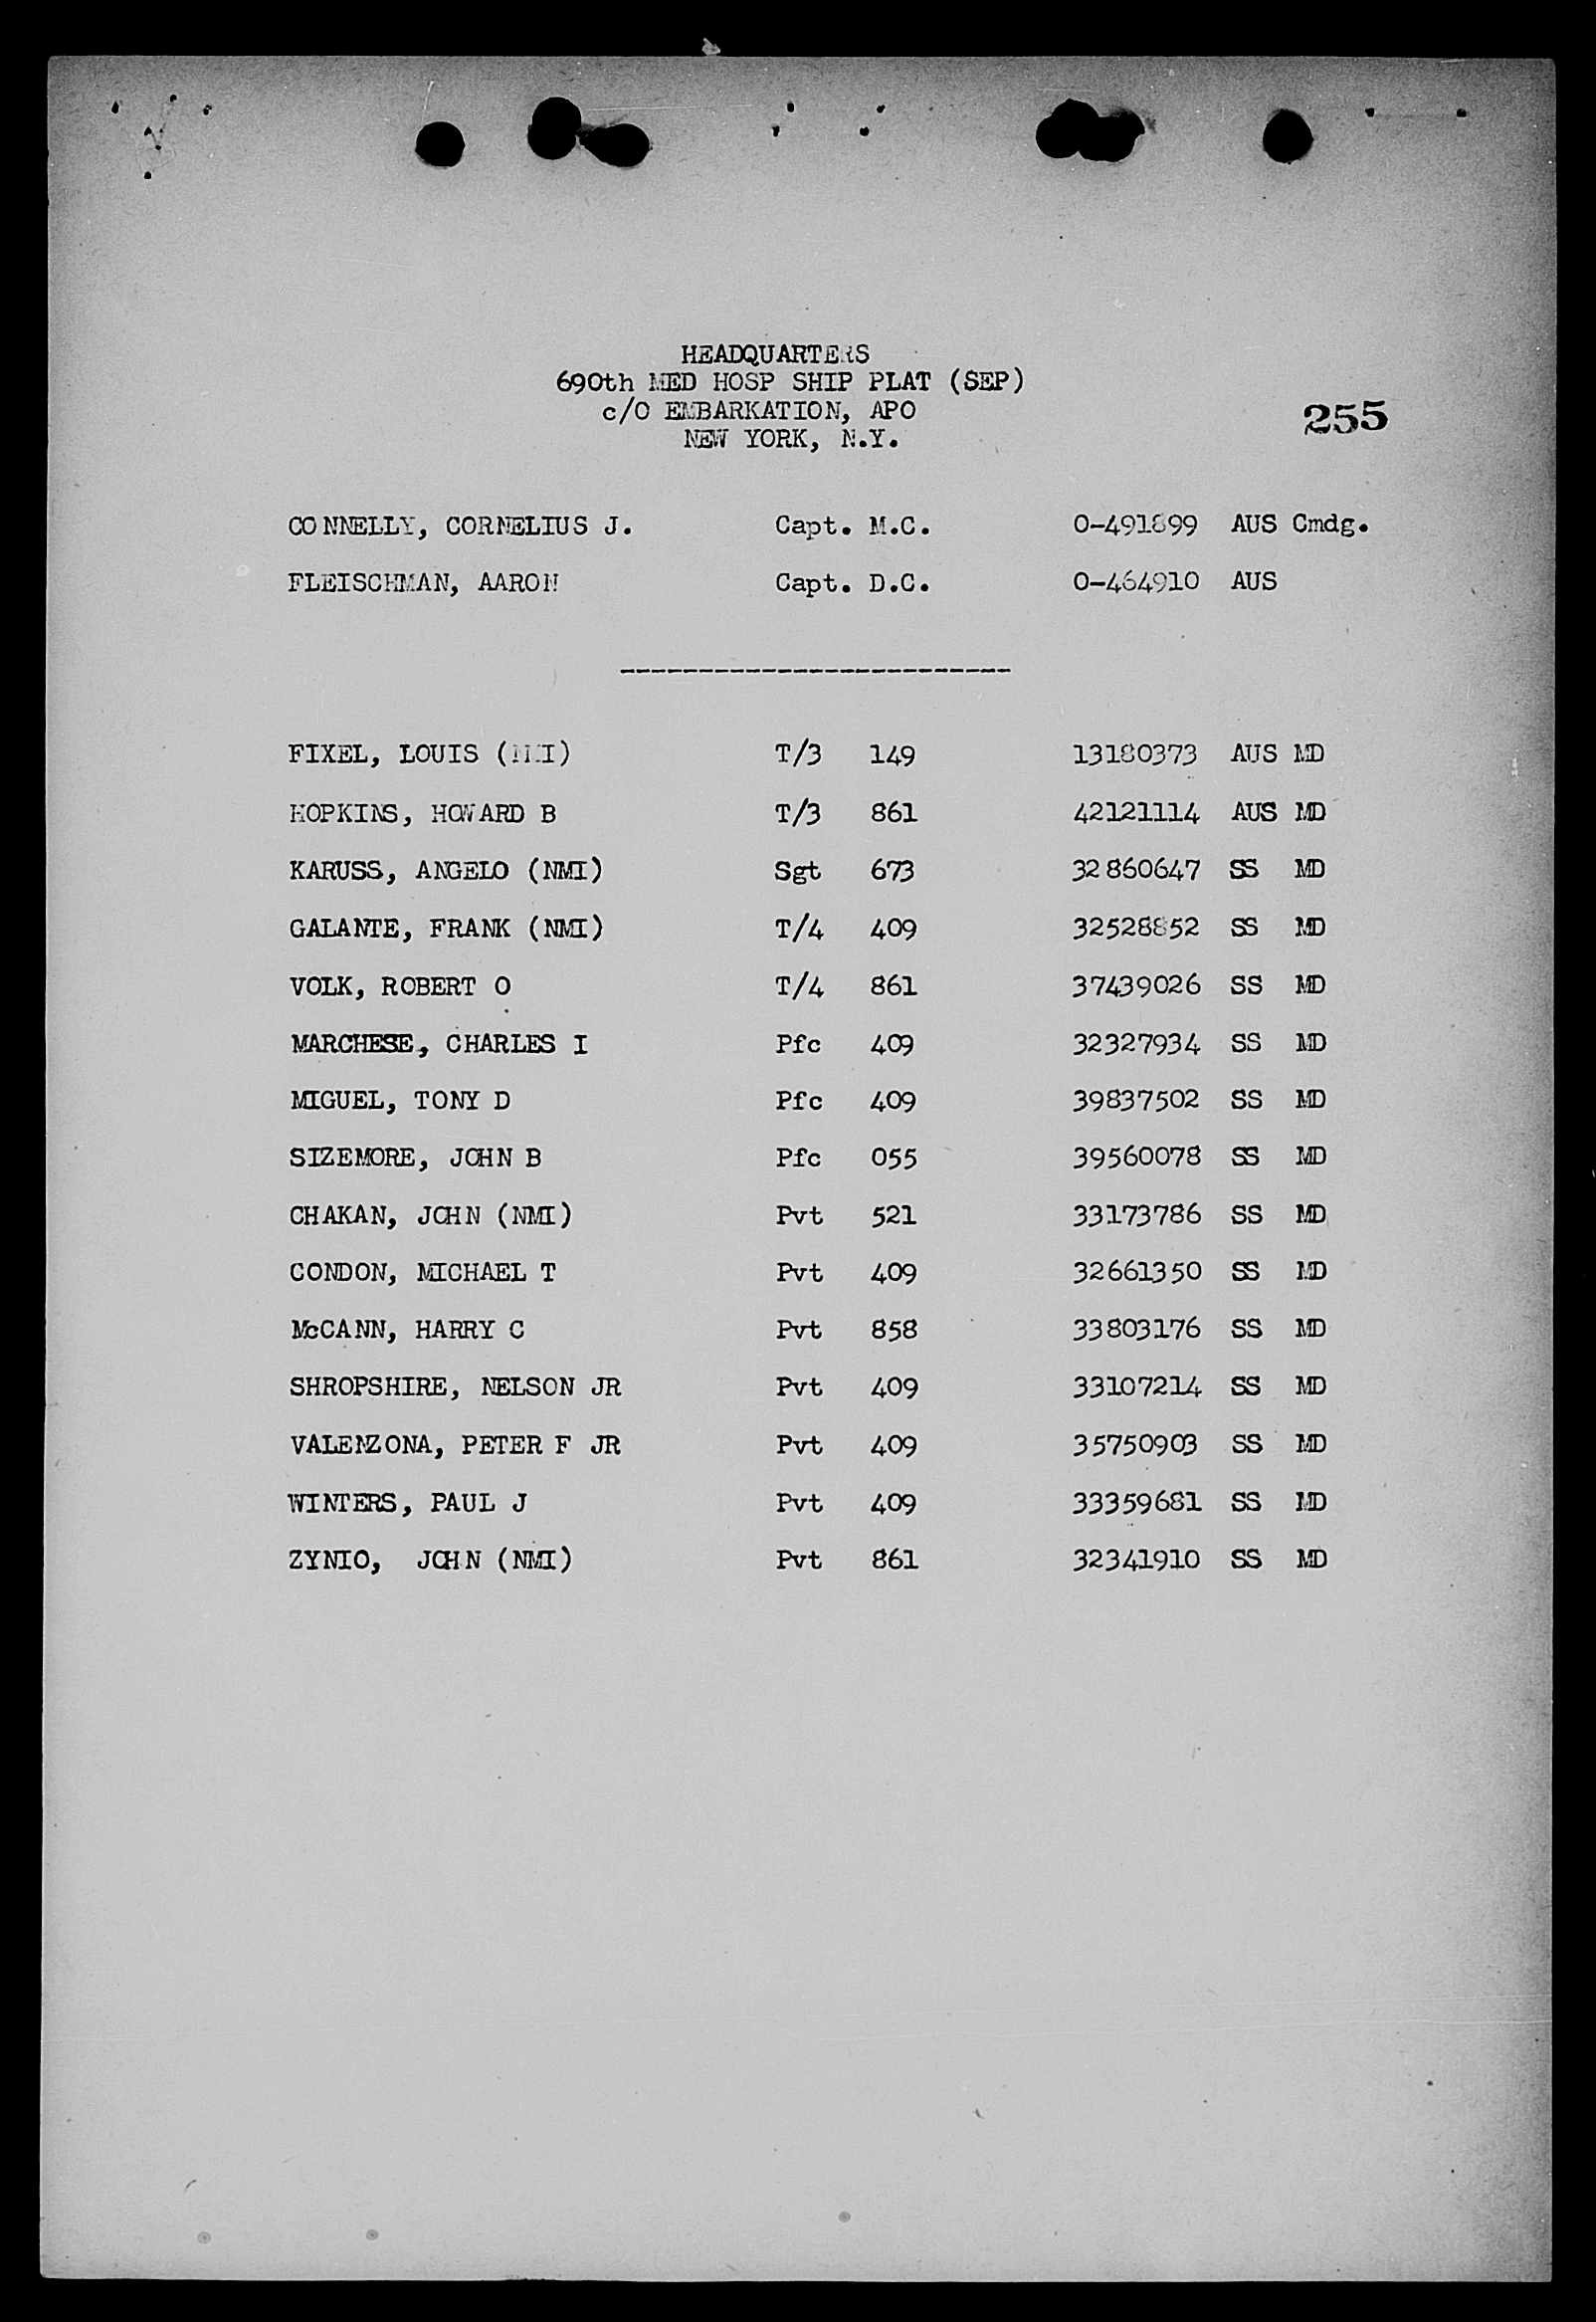 HEADQUARTERS
690th MED HOSP SHIP PLAT (SEP)
c/O EMBARKATION, APO
255
NEW YORK, N.Y.
CONNELLY, CORNELIUS J. Capt. M.C. O-491899 AUS Cmdg.
FLEISCHMAN, AARON Capt. D.C. O-464910 AUS
-------------------------
FIXEL, LOUIS (NMI) T/3 149 13180373 AUS MD
HOPKINS, HOWARD B T/3 861 42121114 AUS MD
KARUSS, ANGELO (NMI) Sgt 673 32860647 SS MD
GALANTE, FRANK (NMI) T/4 409 32528852 SS MD
VOLK, ROBERT O T/4 861 37439026 SS MD
MARCHESE, CHARLES I Pfc 409 32327934 SS MD
MIGUEL, TONY D Pfc 409 39837502 SS MD
SIZEMORE, JOHN B Pfc 055 39560078 SS MD
CHAKAN, JOHN (NMI) Pvt 521 33173786 SS MD
CONDON, MICHAEL T Pvt 409 32661350 SS MD
McCANN, HARRY C Pvt 858 33803176 SS MD
SHROPSHIRE, NELSON JR Pvt 409 33107214 SS MD
VALENZONA, PETER F JR Pvt 409 35750903 SS MD
WINTERS, PAUL J Pvt 409 33359681 SS MD
ZYNIO, JOHN (NMI) Pvt 861 32341910 SS MD